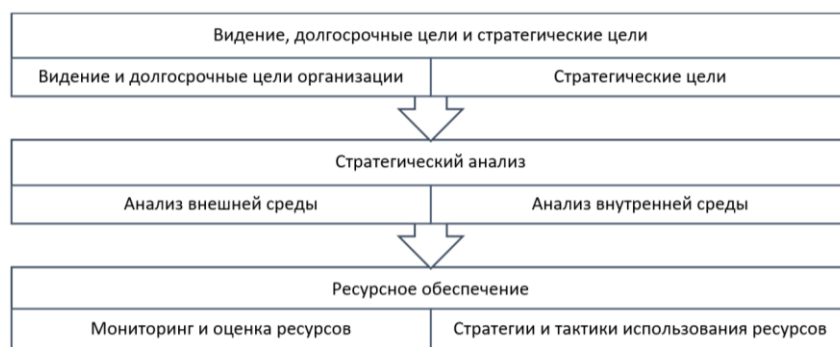 Видение, долгосрочные цели и стратегические цели
Видение и долгосрочные цели организации
Стратегические цели
Стратегический анализ
Анализ внешней среды
Анализ внутренней среды
Ресурсное обеспечение
Мониторинг и оценка ресурсов
Стратегии и тактики использования ресурсов